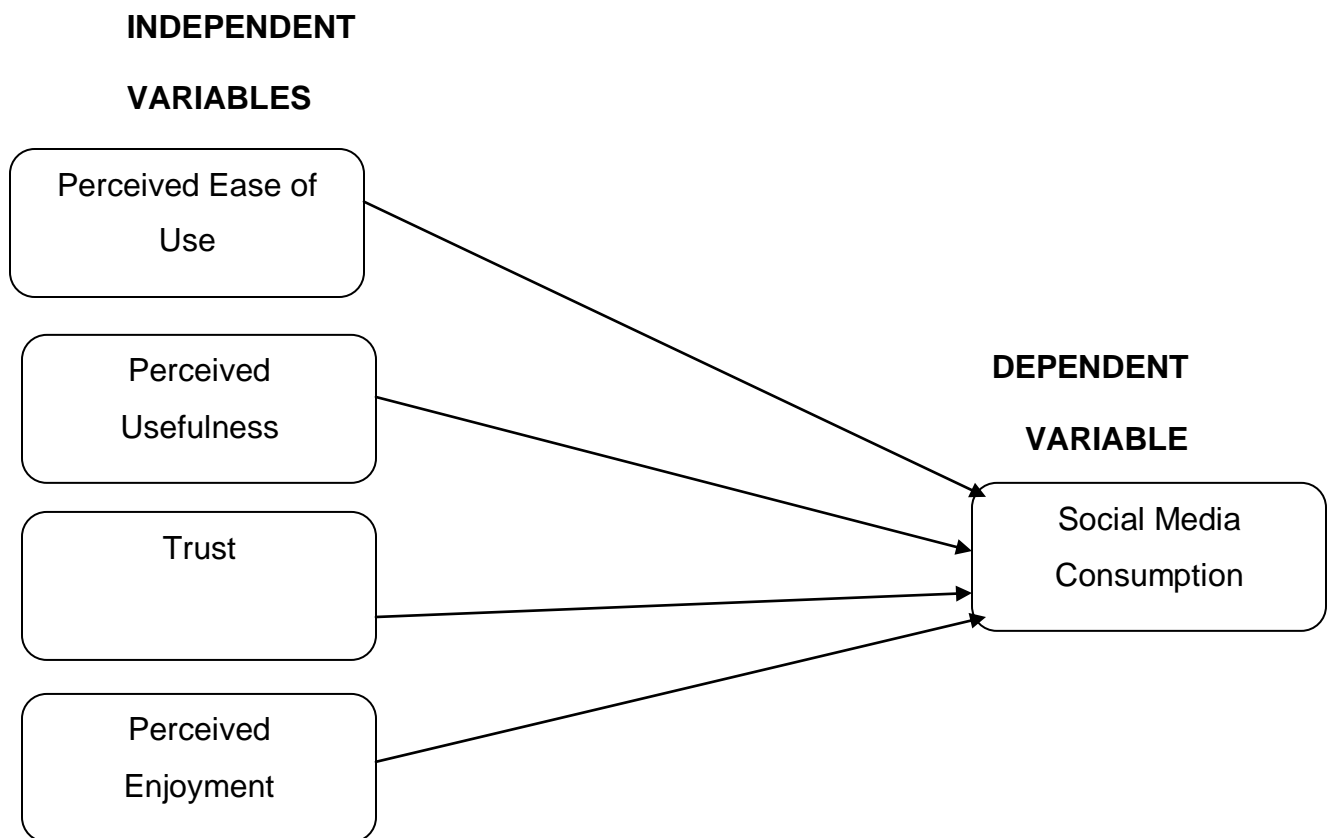 INDEPENDENT
VARIABLES
Perceived Ease of
Use
Perceived
Usefulness
Trust
Perceived
Enjoyment
DEPENDENT
VARIABLE
Social Media
Consumption